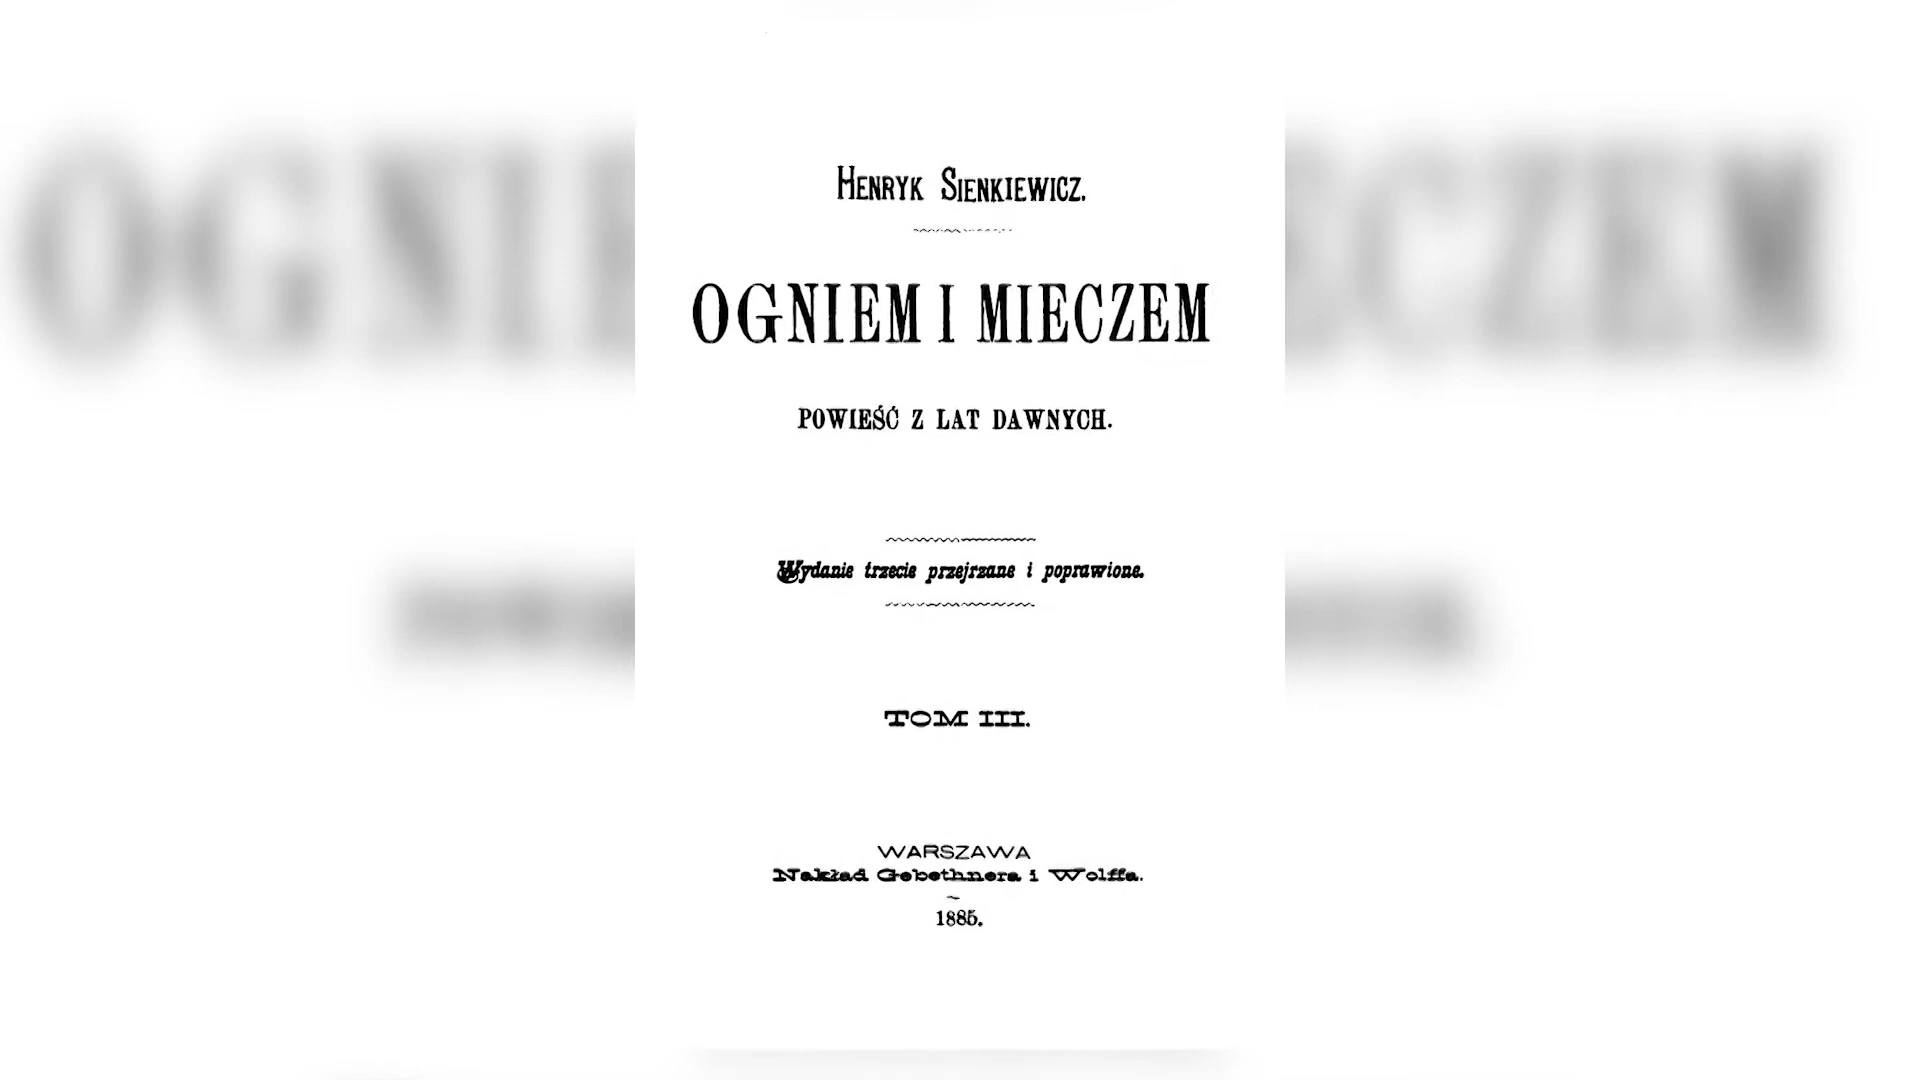 Henryk Sienkiewicz.
OGNIEM I MIECZEM
POWIEŚĆ Z LAT DAWNYCH.
Wydanie trzecie przejrzane i poprawione.
TOM III.
WARSZAWA
Nakład Gebethnera i Wolffa.
1885.